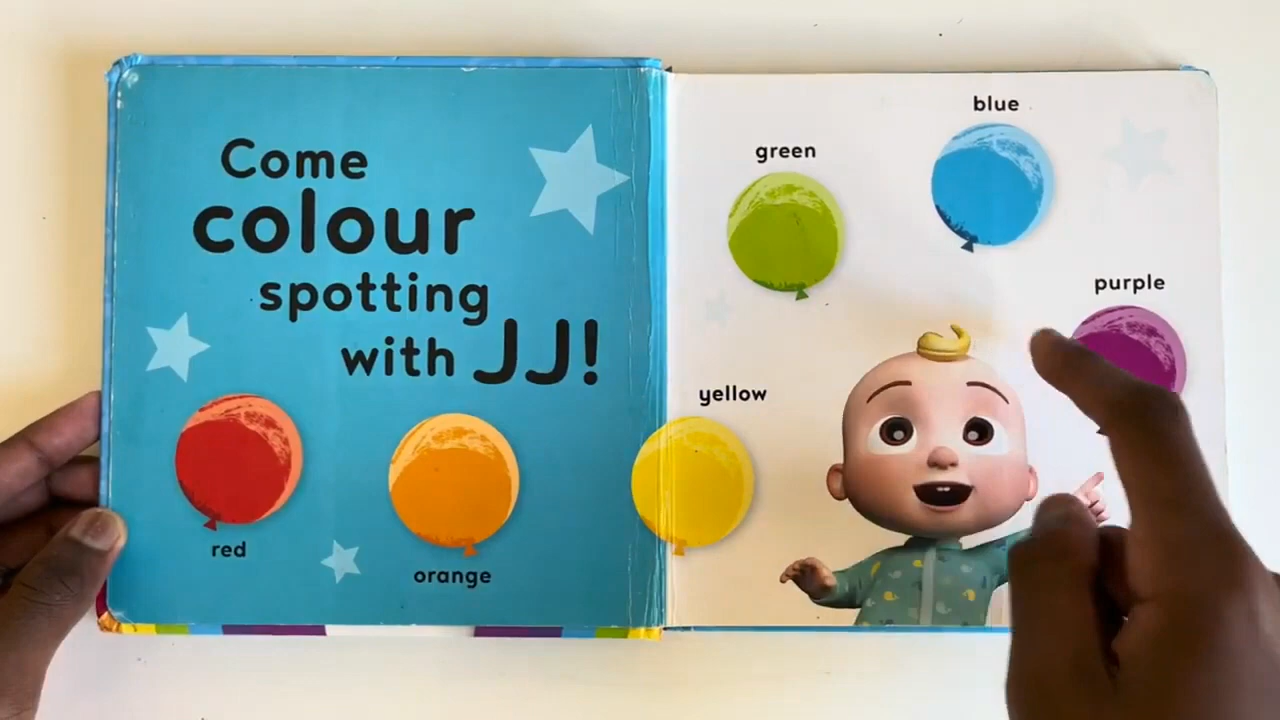 Come
colour
spotting
with JJ!
red
orange
yellow
green
blue
purple